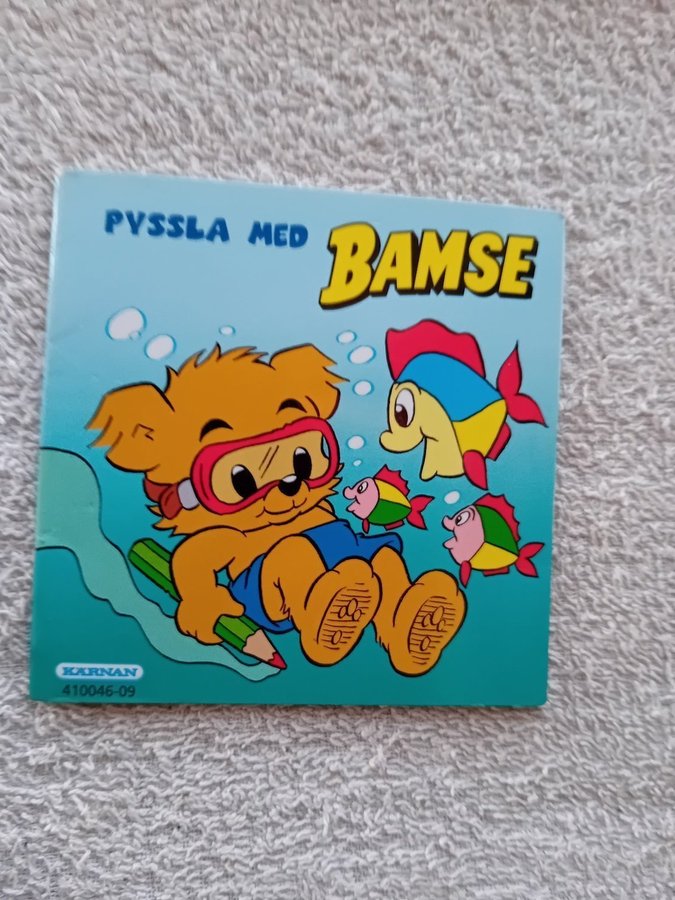 PYSSLA MED
BAMSE
KÄRNAN
410046-09